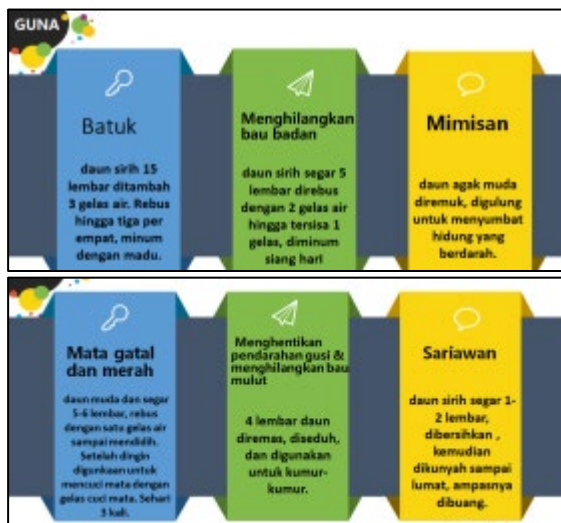 GUNA
Batuk
daun sirih 15
lembar ditambah
3 gelas air. Rebus
hingga tiga per
empat, minum
dengan madu.
Menghilangkan
bau badan
daun sirih segar 5
lembar direbus
dengan 2 gelas air
hingga tersisa 1
gelas, diminum
siang hari
Mimisan
daun agak muda
diremuk, digulung
untuk menyumbat
hidung yang
berdarah.
Mata gatal
dan merah
daun muda dan segar
5-6 lembar, rebus
dengan satu gelas air
sampai mendidih.
Setelah dingin
digunkaan untuk
mencuci mata dengan
gelas cuci mata. Sehari
3 kali.
Menghentikan
pendarahan gusi &
menghilangkan bau
mulut
4 lembar daun
diremas, diseduh,
dan digunakan
untuk kumur-
kumur.
Sariawan
daun sirih segar 1-
2 lembar,
dibersihkan ,
kemudian
dikunyah sampai
lumat, ampasnya
dibuang.